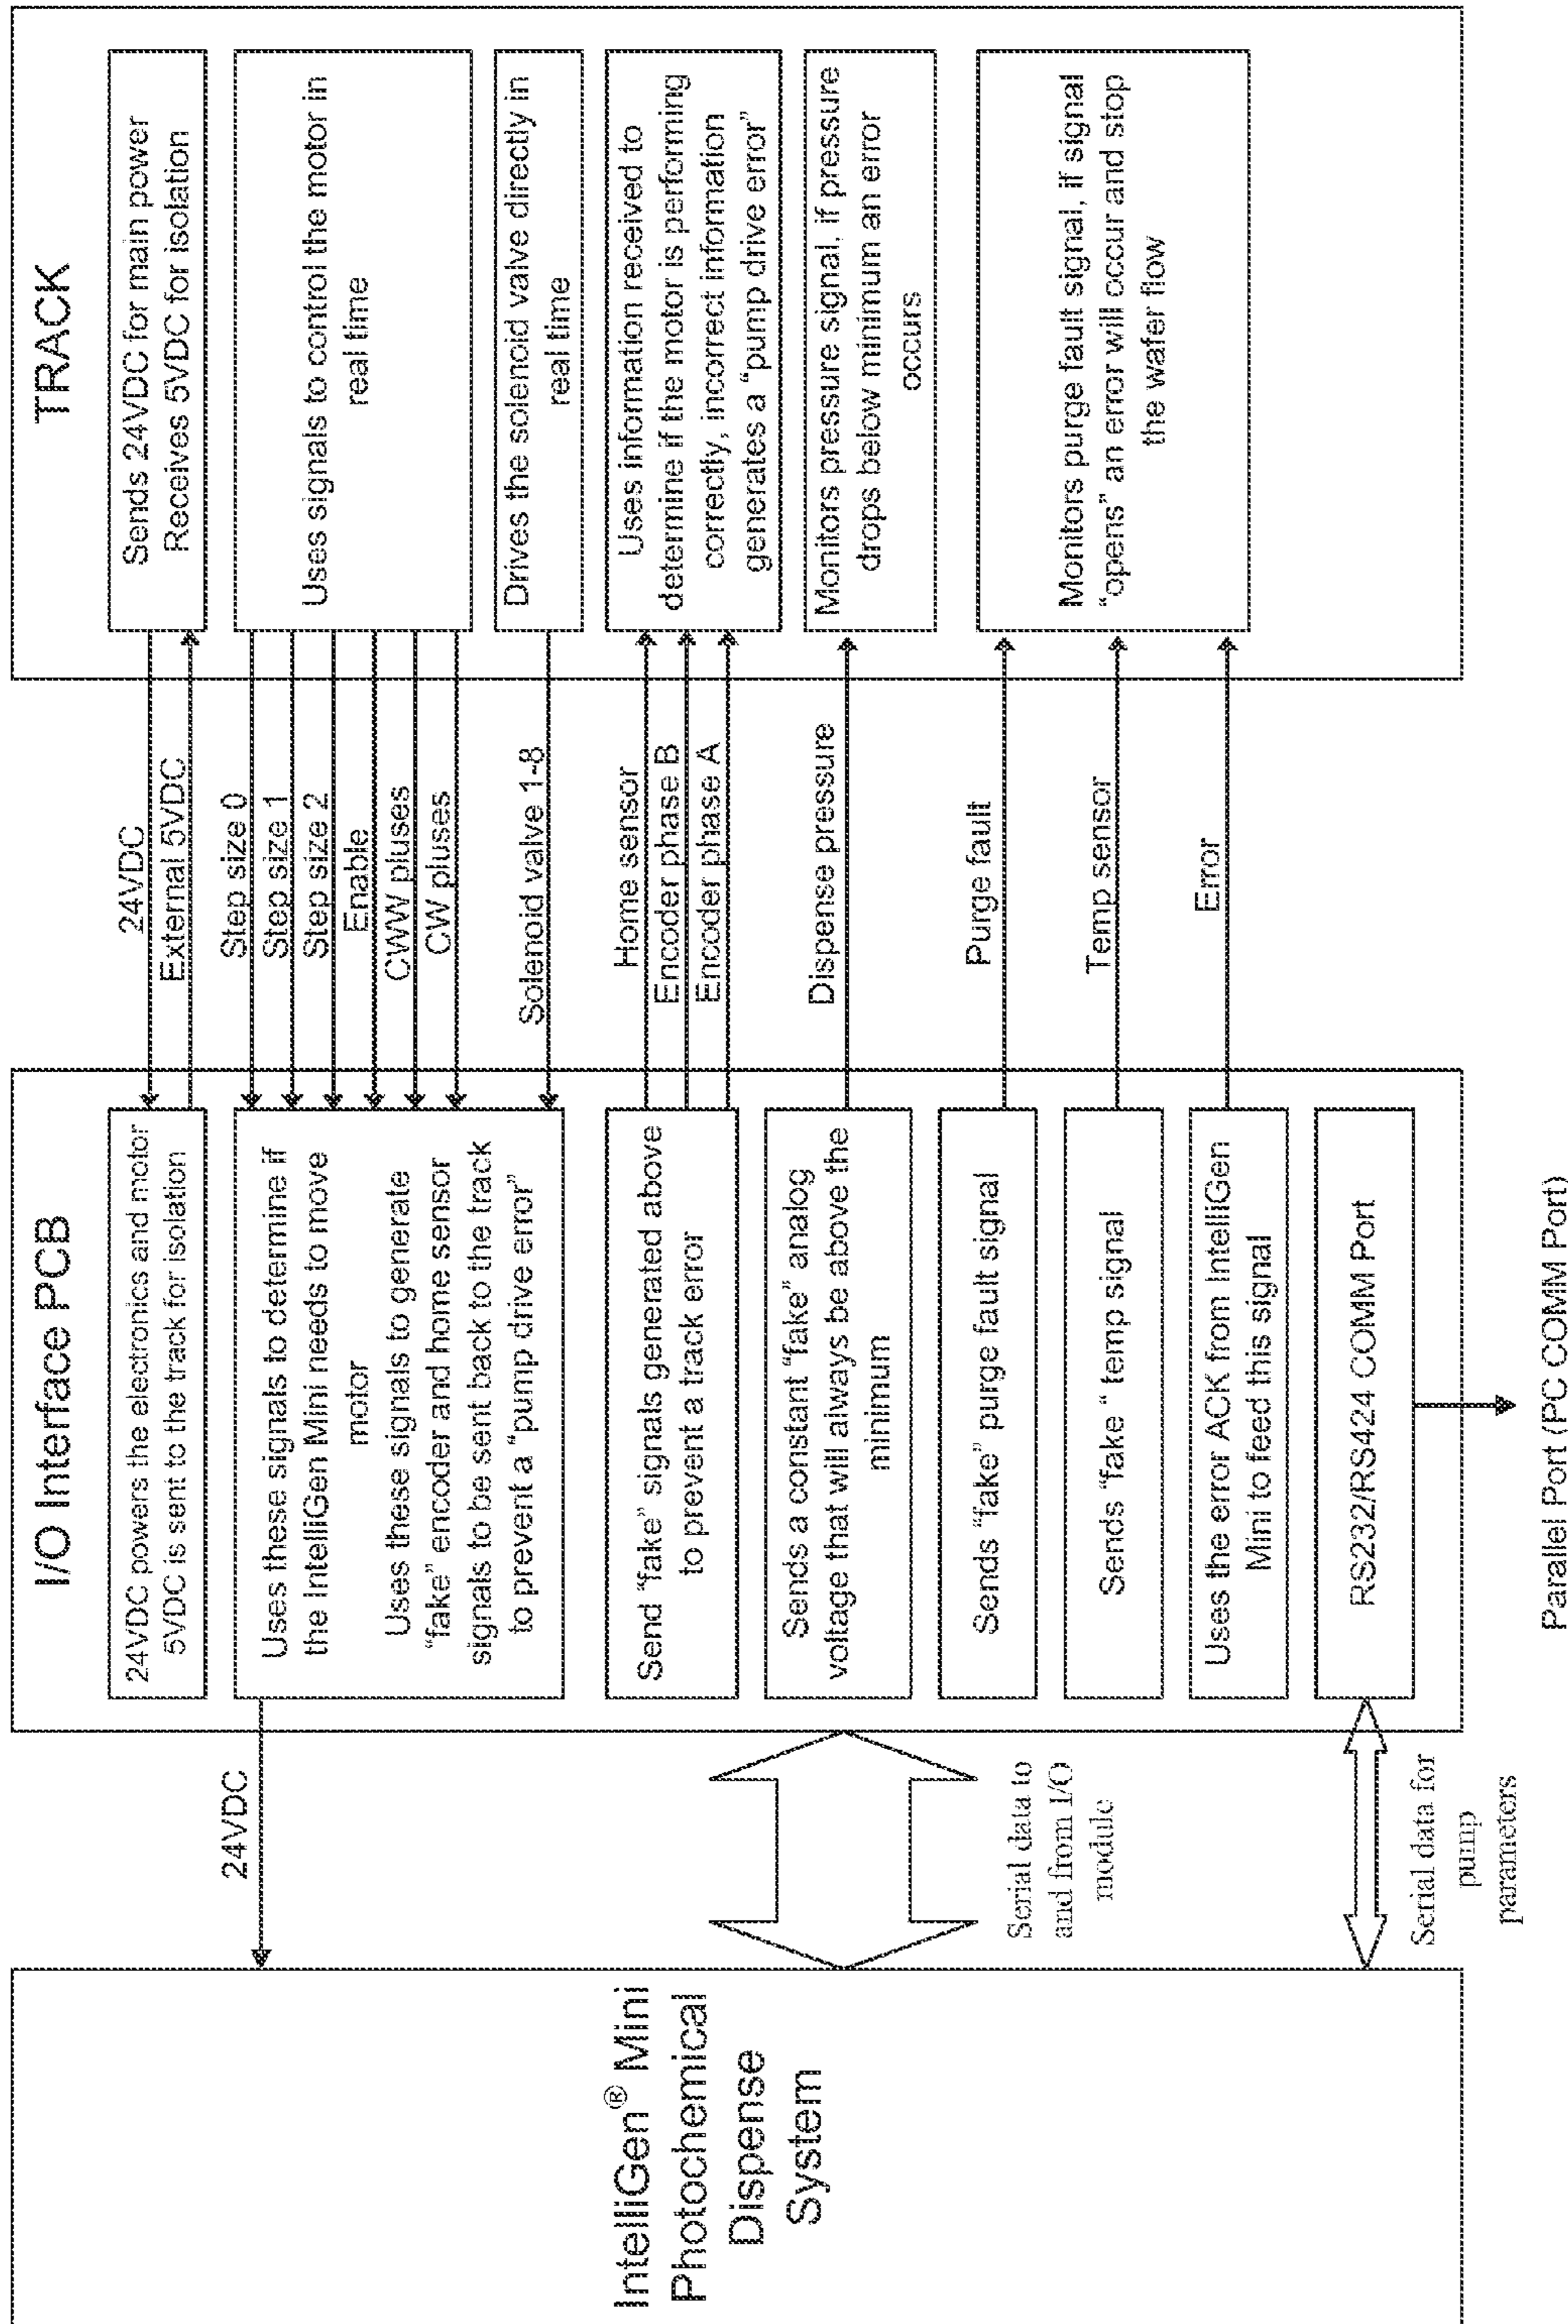 IntelliGen® Mini
Photochemical
Dispense
System
24VDC
Serial data to
and from I/O
module
Serial data for
pump
parameters
I/O Interface PCB
24VDC powers the electronics and motor
5VDC is sent to the track for isolation
Uses these signals to determine if
the IntelliGen Mini needs to move
motor
Uses these signals to generate
"fake" encoder and home sensor
signals to be sent back to the track
to prevent a "pump drive error"
Send "fake" signals generated above
to prevent a track error
Sends a constant "fake" analog
voltage that will always be above the
minimum
Sends "fake" purge fault signal
Sends "fake " temp signal
Uses the error ACK from IntelliGen
Mini to feed this signal
RS232/RS424 COMM Port
Parallel Port (PC COMM Port)
24VDC
External 5VDC
Step size 0
Step size 1
Step size 2
Enable
CWW pluses
CW pluses
Solenoid valve 1-8
Home sensor
Encoder phase B
Encoder phase A
Dispense pressure
Purge fault
Temp sensor
Error
TRACK
Sends 24VDC for main power
Receives 5VDC for isolation
Uses signals to control the motor in
real time
Drives the solenoid valve directly in
real time
Uses information received to
determine if the motor is performing
correctly, incorrect information
generates a "pump drive error"
Monitors pressure signal, if pressure
drops below minimum an error
occurs
Monitors purge fault signal, if signal
"opens" an error will occur and stop
the wafer flow